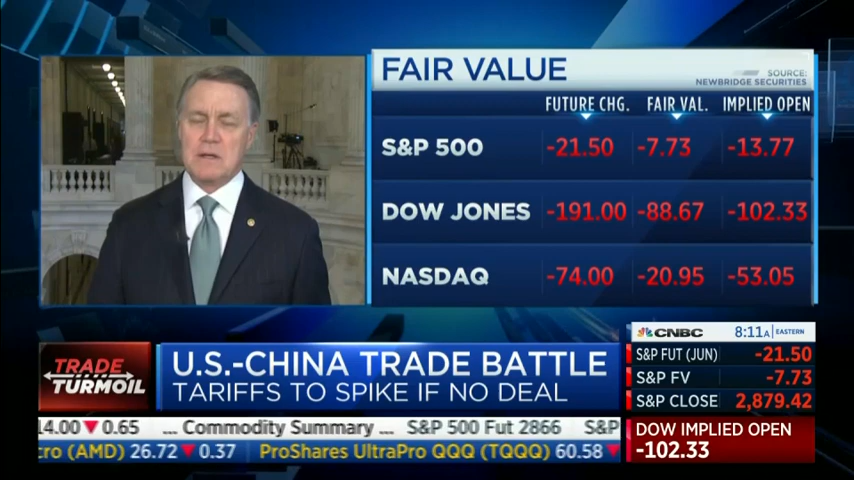 FAIR VALUE
SOURCE:
NEWBRIDGE SECURITIES
FUTURE CHG. FAIR VAL. IMPLIED OPEN
S&P 500 -21.50 -7.73 -13.77
DOW JONES -191.00 -88.67 -102.33
NASDAQ -74.00 -20.95 -53.05
TRADE
TURMOIL
U.S.-CHINA TRADE BATTLE
TARIFFS TO SPIKE IF NO DEAL
CNBC 8:11A EASTERN
S&P FUT (JUN) -21.50
S&P FV -7.73
S&P CLOSE 2,879.42
DOW IMPLIED OPEN
-102.33
14.00 ▼ 0.65 ... Commodity Summary ... S&P 500 Fut 2866 S&P
cro (AMD) 26.72 ▼ 0.37 ProShares UltraPro QQQ (TQQQ) 60.58 ▼